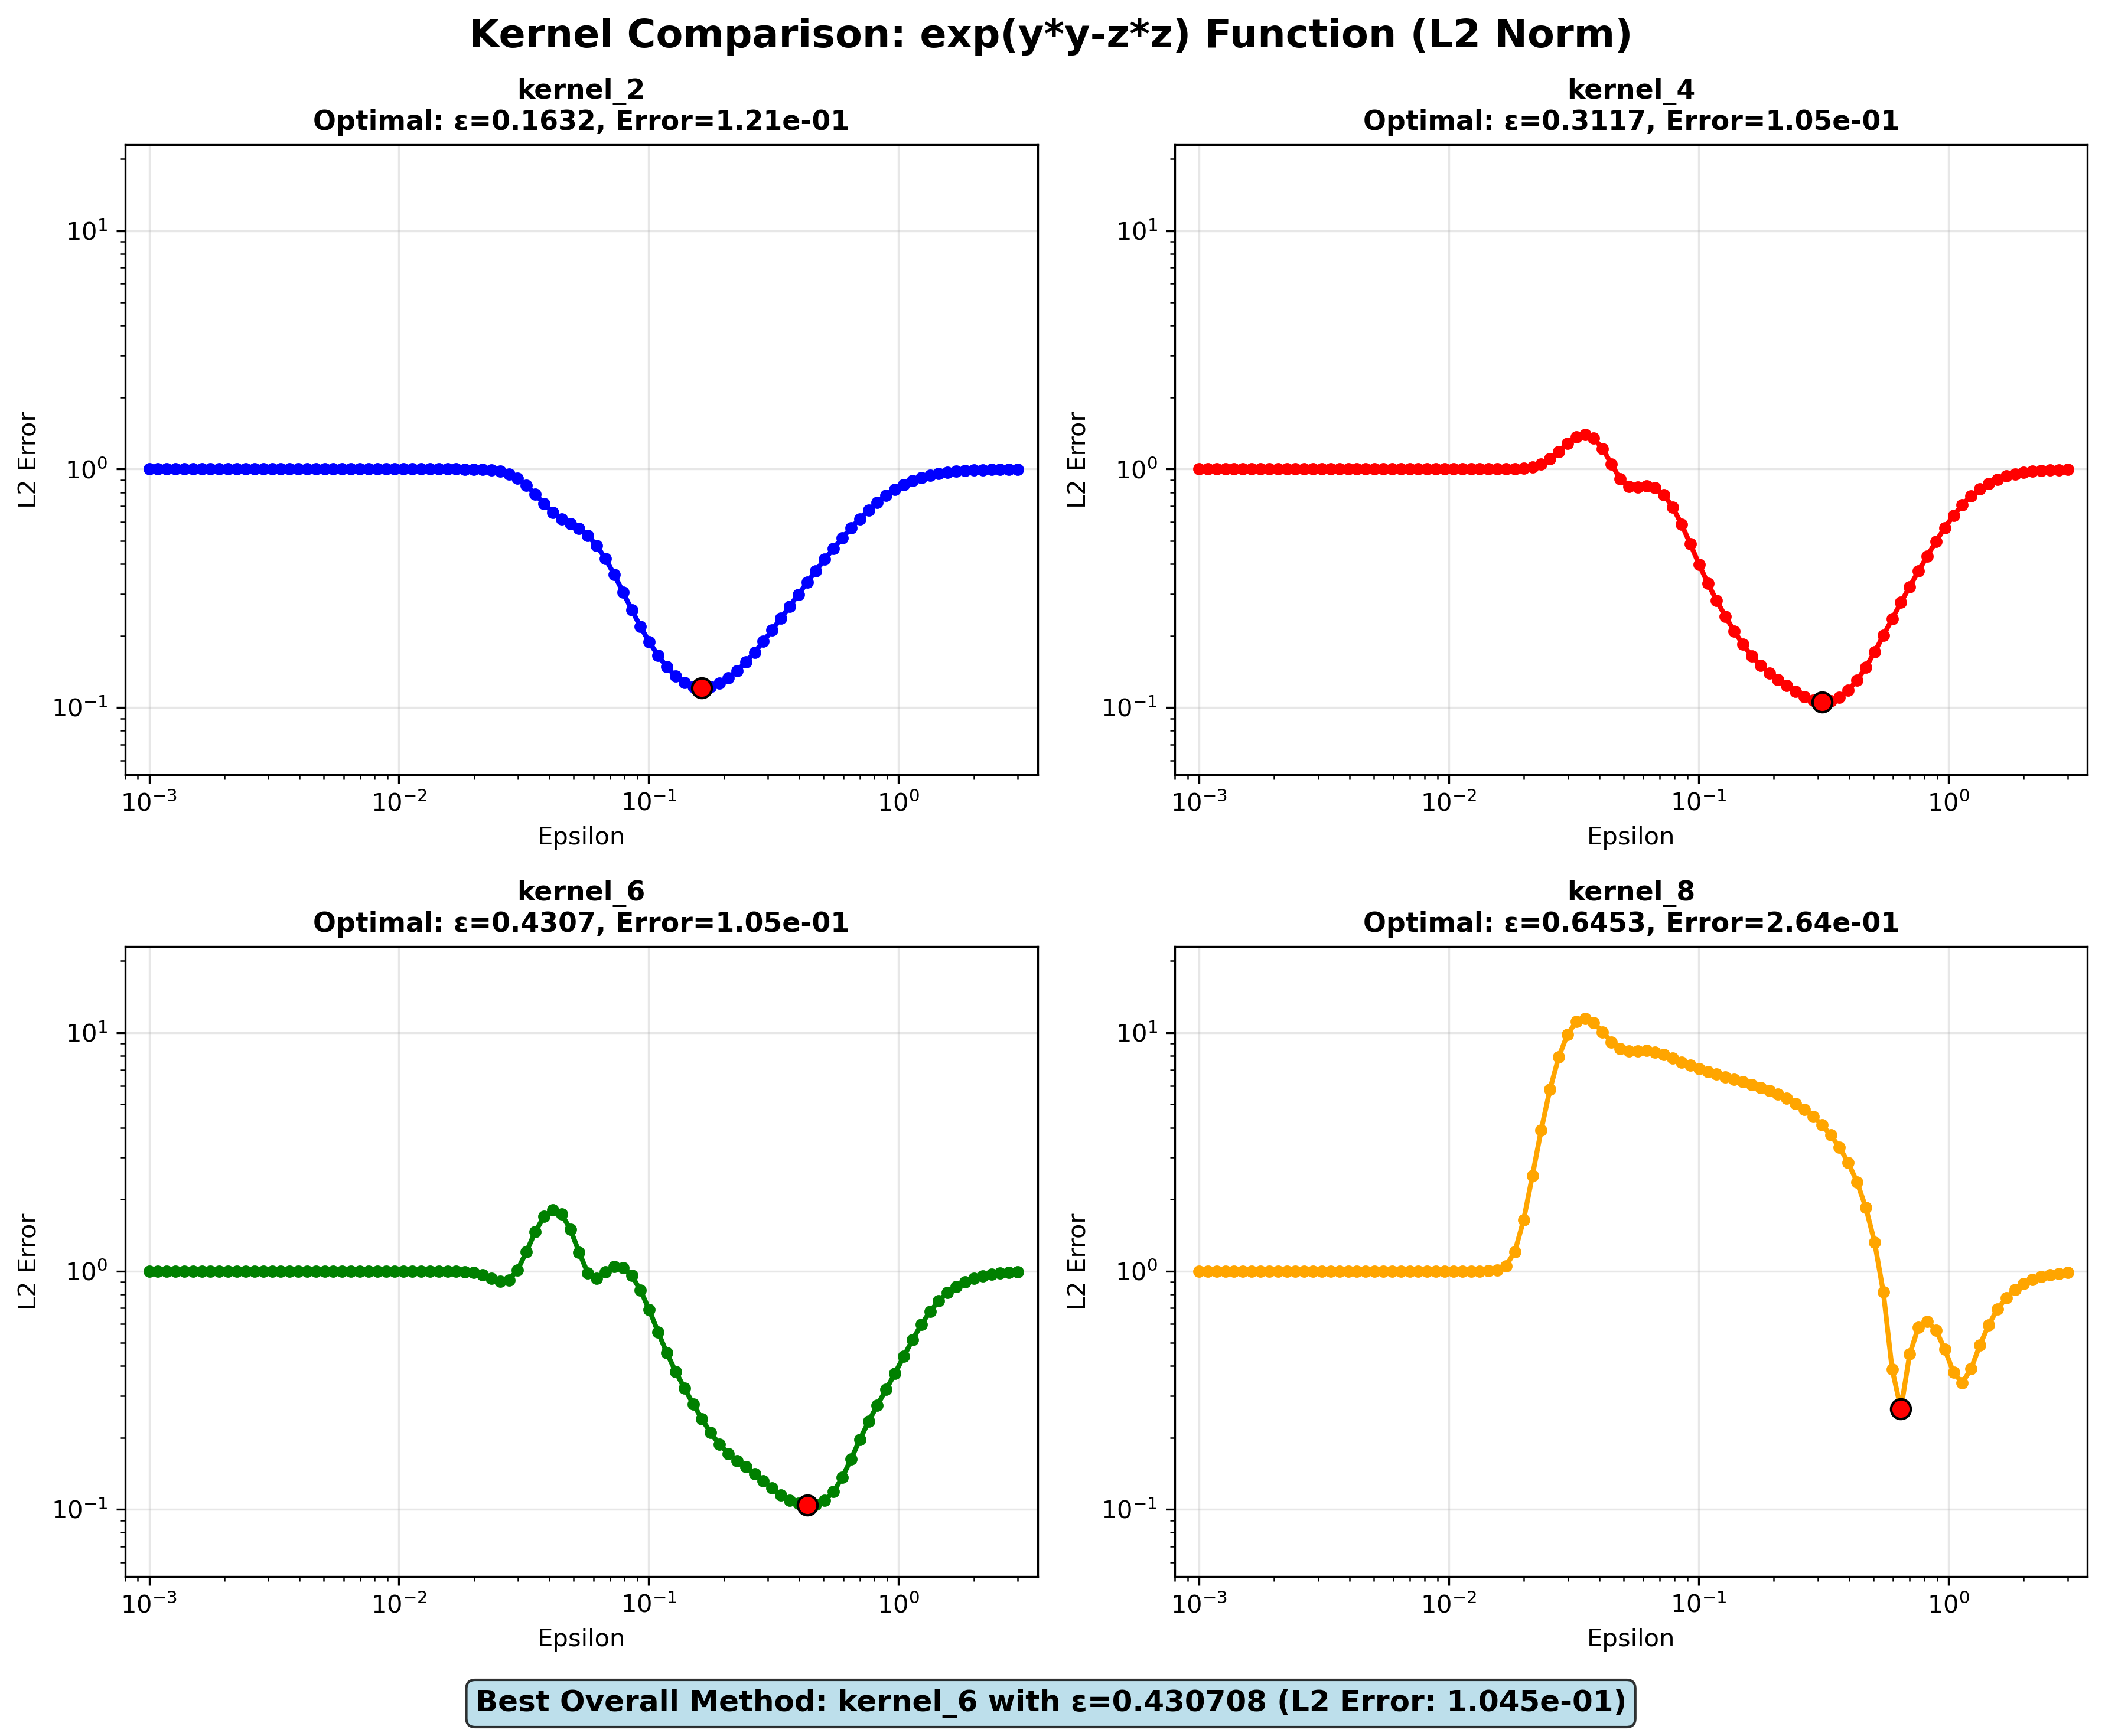 Kernel Comparison: exp(y*y-z*z) Function (L2 Norm)
kernel_2
Optimal: ε=0.1632, Error=1.21e-01
10¹
10⁰
10⁻¹
L2 Error
10⁻³ 10⁻² 10⁻¹ 10⁰
Epsilon
kernel_4
Optimal: ε=0.3117, Error=1.05e-01
10¹
10⁰
10⁻¹
L2 Error
10⁻³ 10⁻² 10⁻¹ 10⁰
Epsilon
kernel_6
Optimal: ε=0.4307, Error=1.05e-01
10¹
10⁰
10⁻¹
L2 Error
10⁻³ 10⁻² 10⁻¹ 10⁰
Epsilon
kernel_8
Optimal: ε=0.6453, Error=2.64e-01
10¹
10⁰
10⁻¹
L2 Error
10⁻³ 10⁻² 10⁻¹ 10⁰
Epsilon
Best Overall Method: kernel_6 with ε=0.430708 (L2 Error: 1.045e-01)